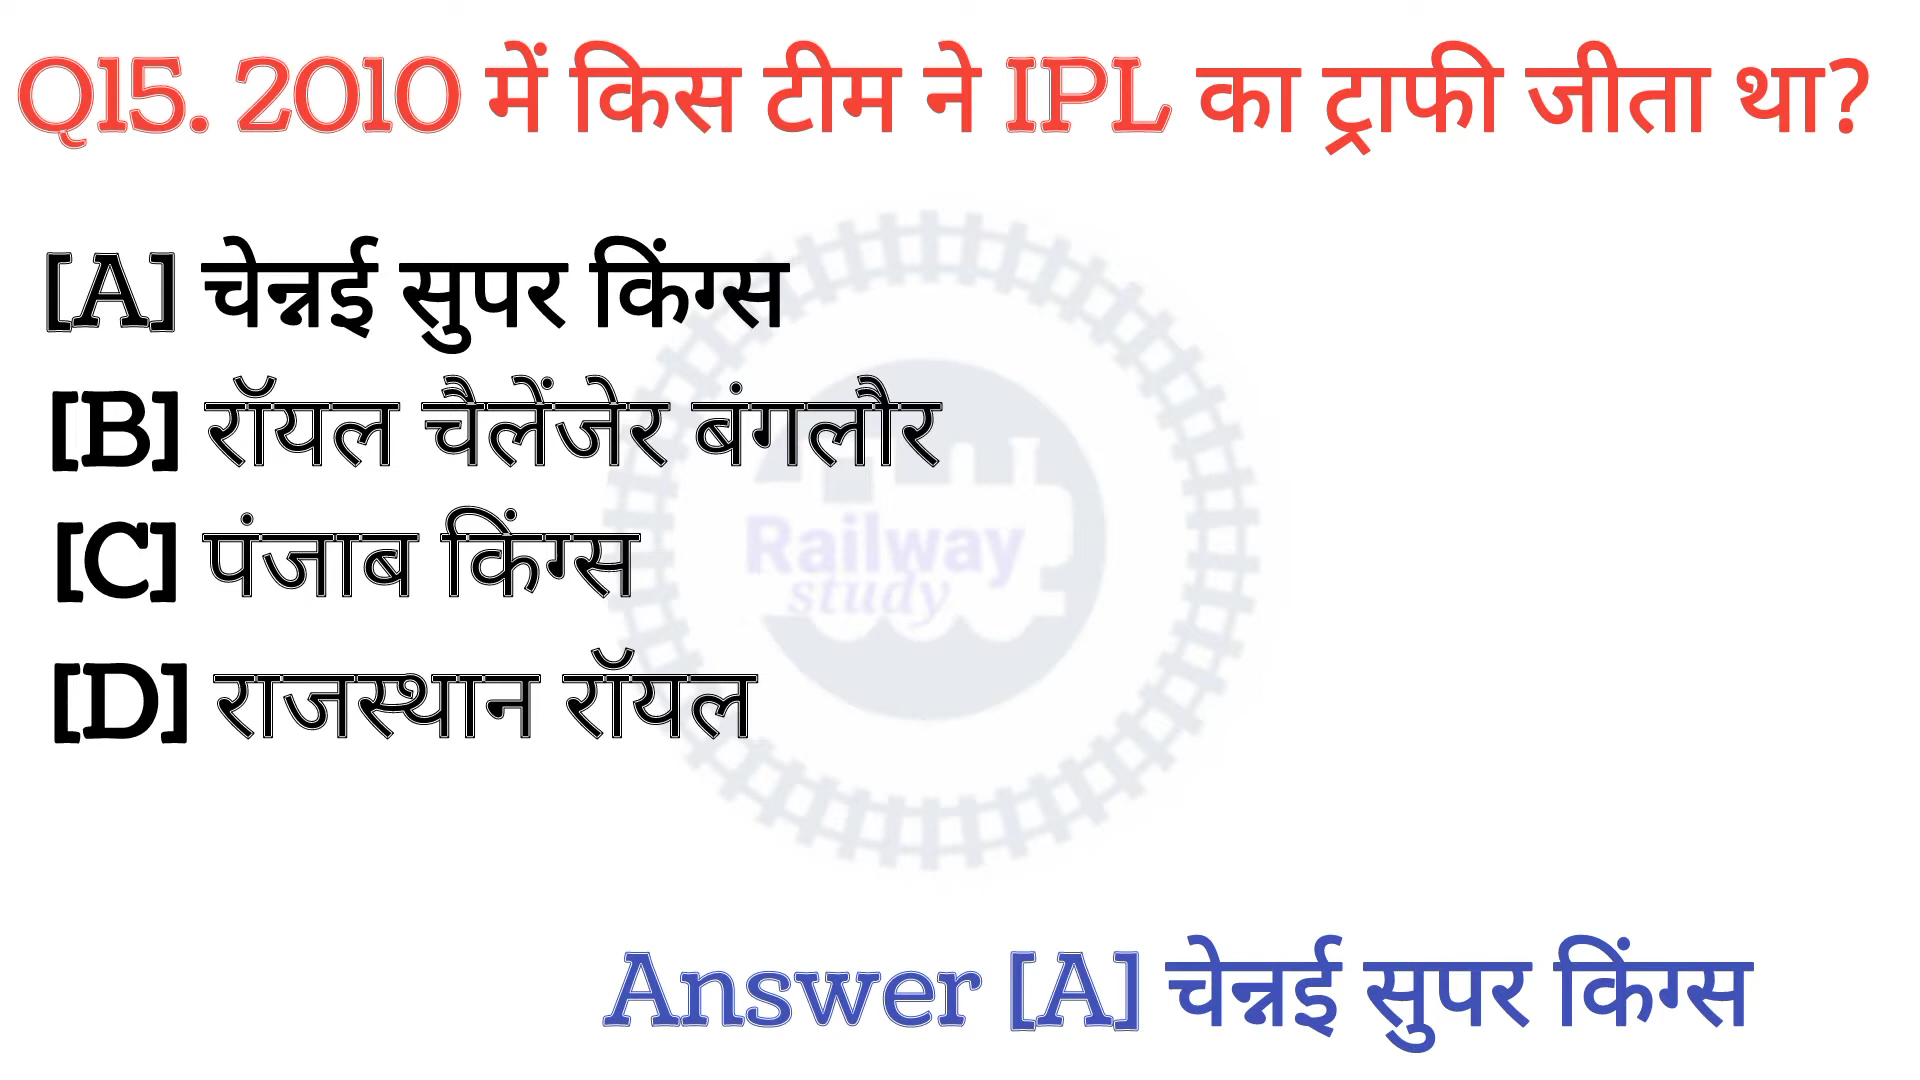 Q15. 2010 में किस टीम ने IPL का ट्राफी जीता था?
[A] चेन्नई सुपर किंग्स
[B] रॉयल चैलेंजेर बंगलौर
[C] पंजाब किंग्स
[D] राजस्थान रॉयल
Railway
study
Answer [A] चेन्नई सुपर किंग्स